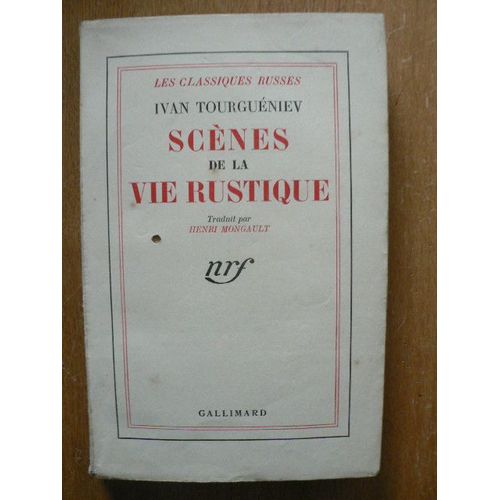 LES CLASSIQUES RUSSES
IVAN TOURGUÉNIEV
SCÈNES
DE LA
VIE RUSTIQUE
Traduit par
HENRI MONGAULT
nrf
GALLIMARD